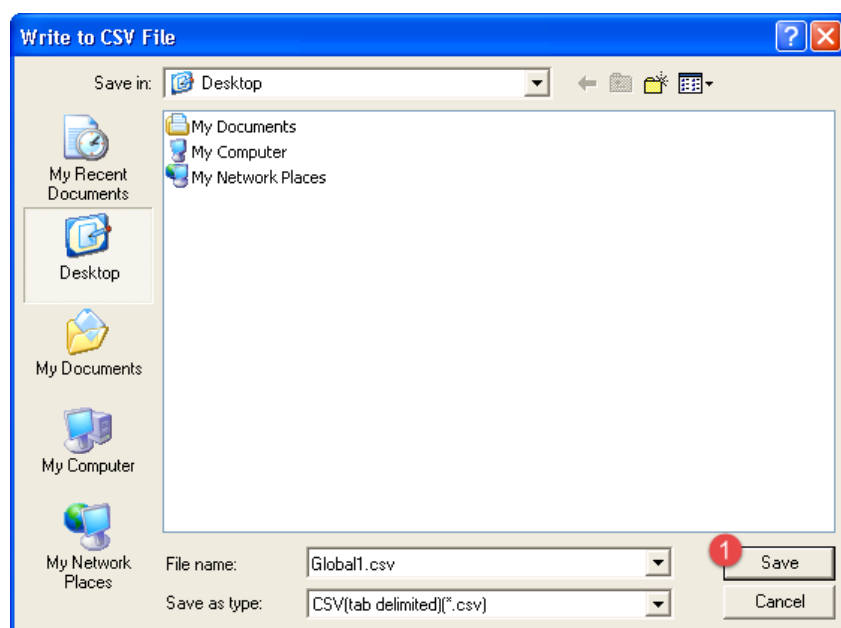 Write to CSV File
Save in:
Desktop
My Documents
My Computer
My Network Places
My Recent
Documents
Desktop
My Documents
My Computer
My Network
Places
File name:
Global1.csv
1
Save
Save as type:
CSV(tab delimited)(*.csv)
Cancel